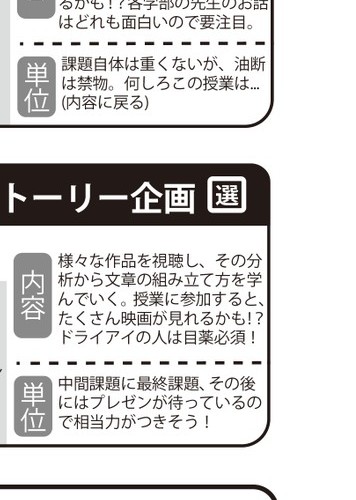 るかも！？各学部の先生のお話
はどれも面白いので要注目。
単位
課題自体は重くないが、油断
は禁物。何しろこの授業は...
(内容に戻る)
トーリー企画 選
内容
様々な作品を視聴し、その分
析から文章の組み立て方を学
んでいく。授業に参加すると、
たくさん映画が見れるかも！？
ドライアイの人は目薬必須！
単位
中間課題に最終課題、その後
にはプレゼンが待っているの
で相当力がつきそう！